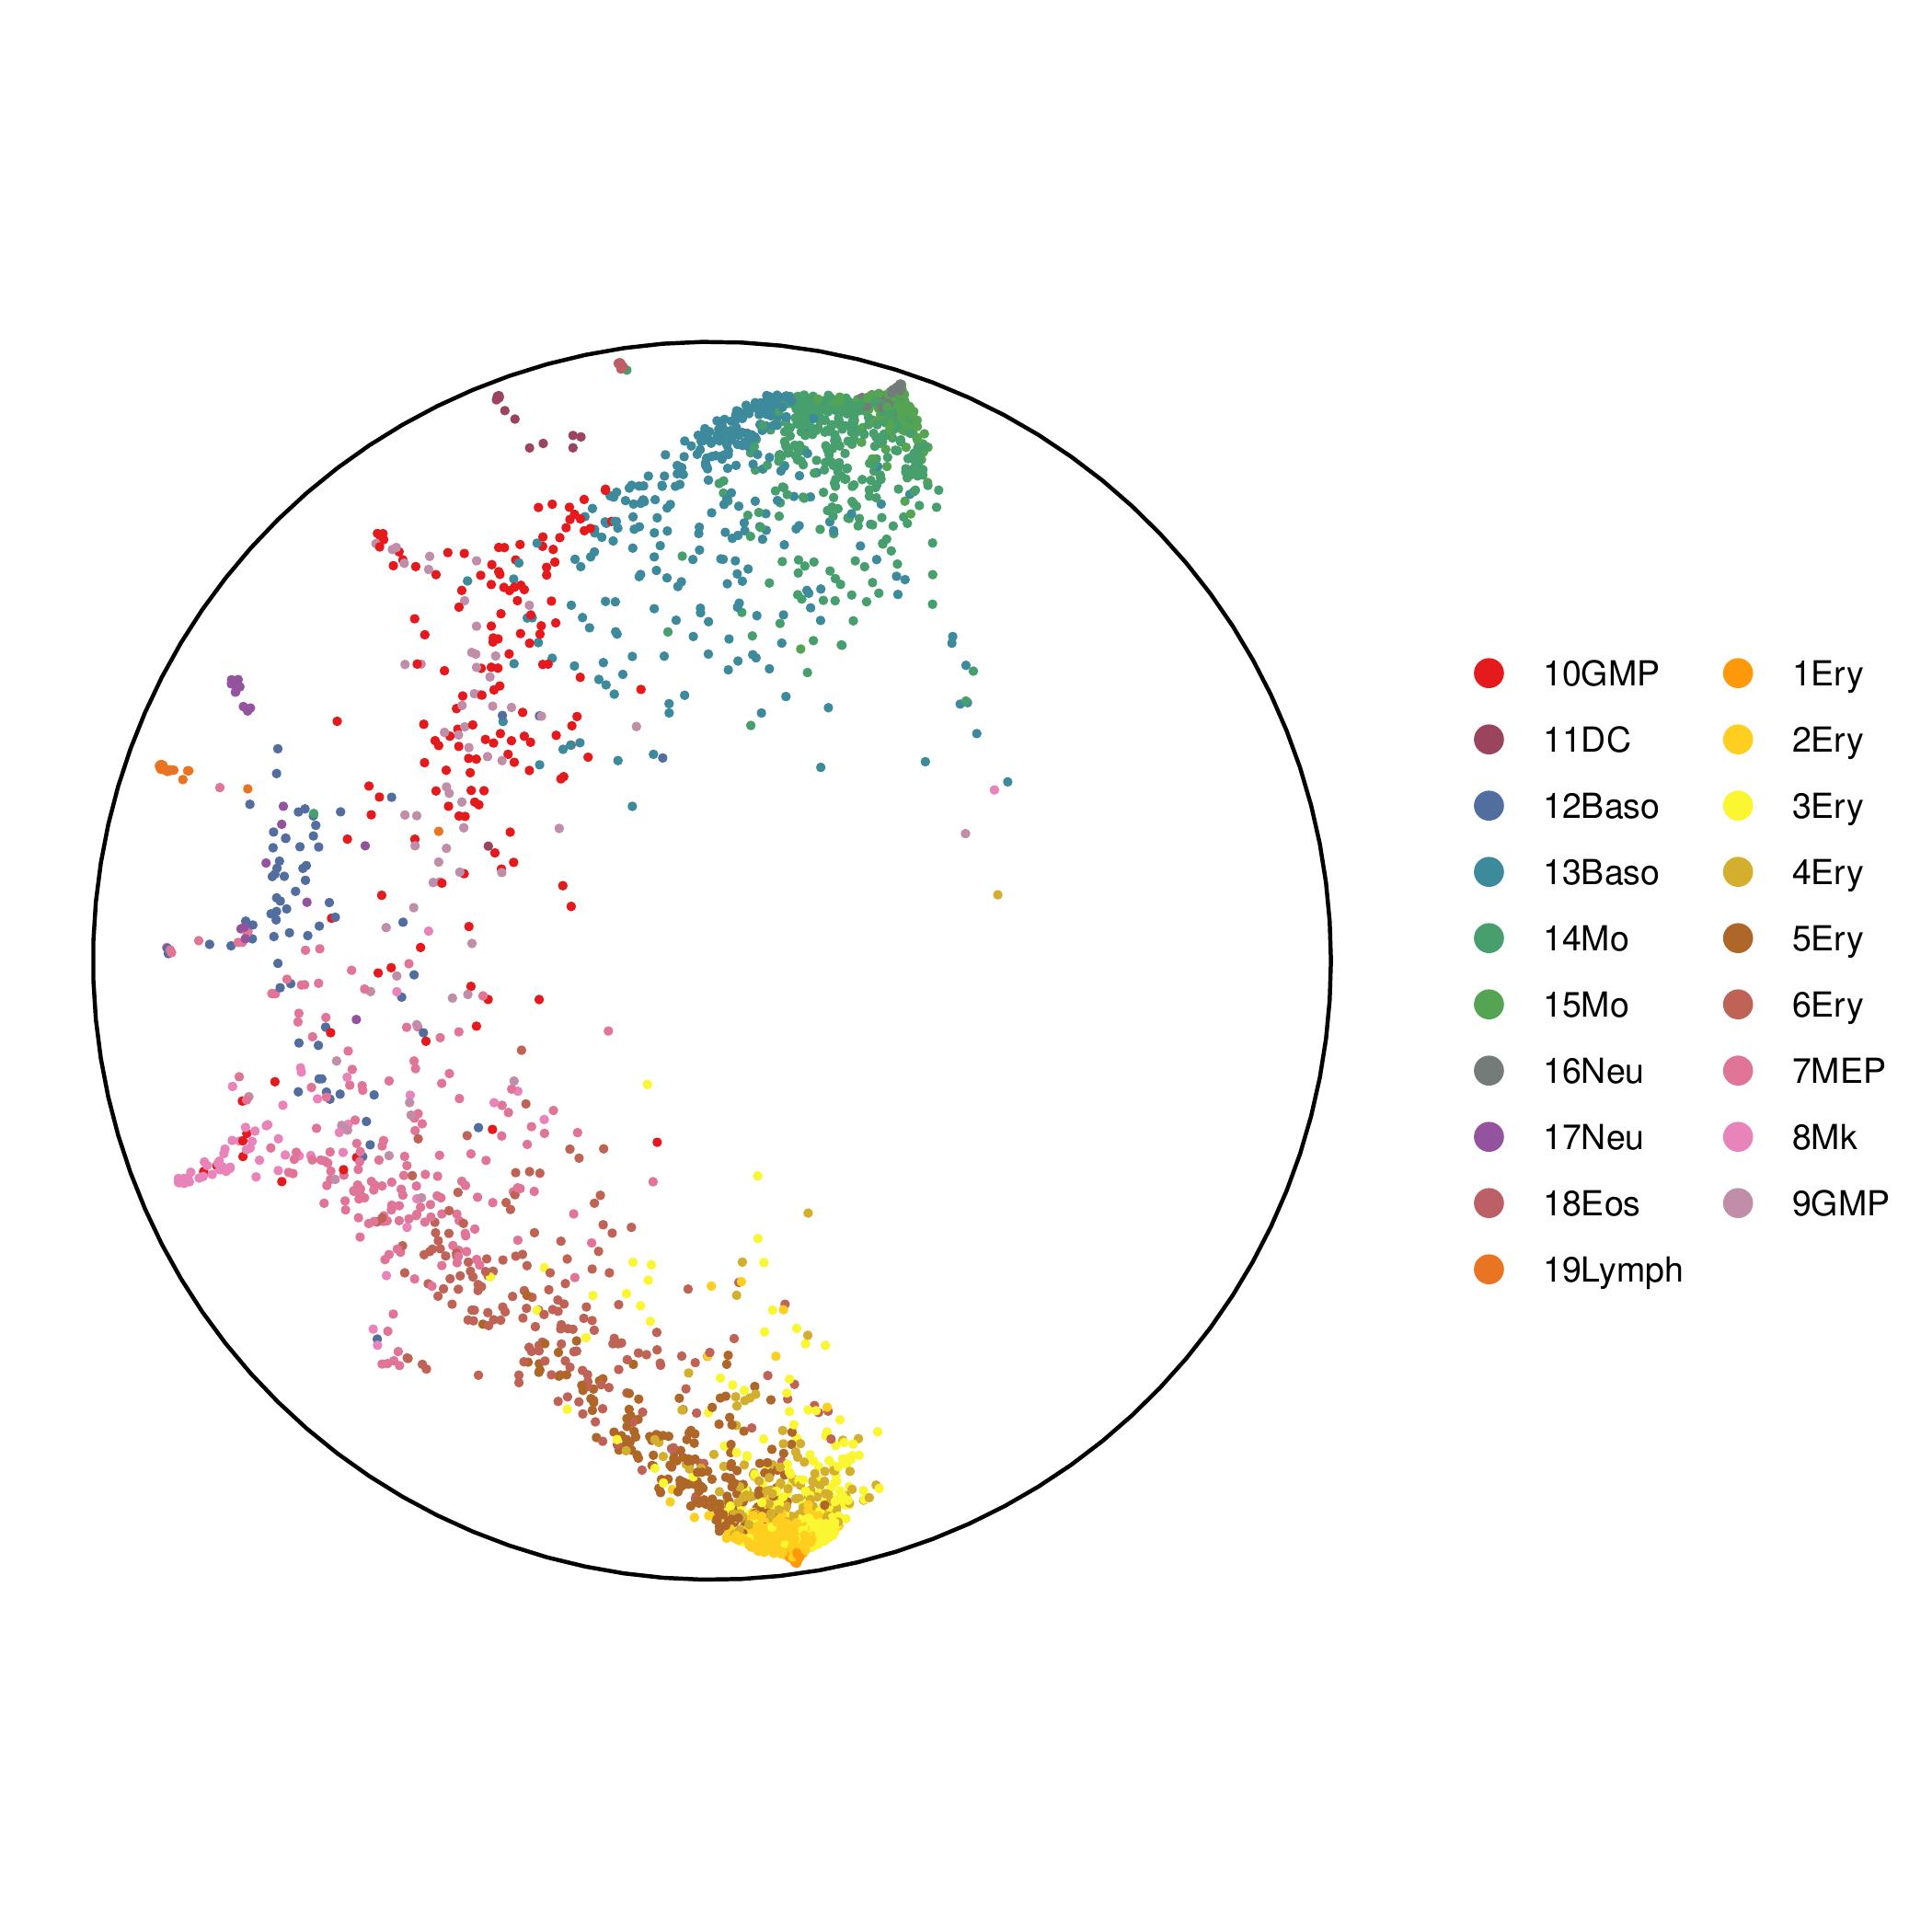 10GMP
11DC
12Baso
13Baso
14Mo
15Mo
16Neu
17Neu
18Eos
19Lymph
1Ery
2Ery
3Ery
4Ery
5Ery
6Ery
7MEP
8Mk
9GMP